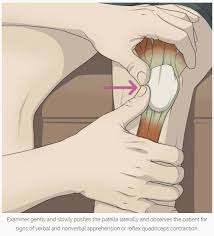 Examiner gently and slowly pushes the patella laterally and observes the patient for
signs of verbal and nonverbal apprehension or reflex quadriceps contraction